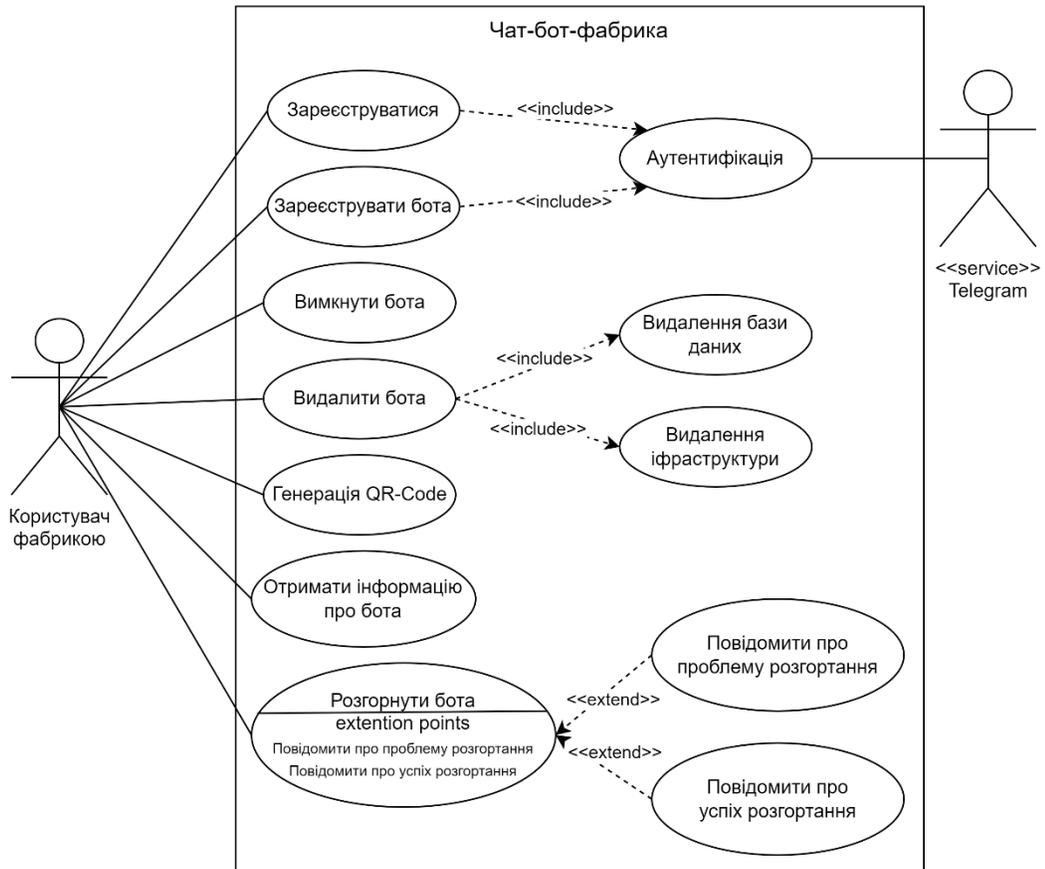 Чат-бот-фабрика
Зареєструватися
<<include>>
Аутентифікація
Зареєструвати бота
<<include>>
<<service>>
Telegram
Вимкнути бота
Видалення бази
даних
<<include>>
Видалити бота
<<include>>
Видалення
іфраструктури
Генерація QR-Code
Користувач
фабрикою
Отримати інформацію
про бота
Повідомити про
проблему розгортання
<<extend>>
Розгорнути бота
extention points
Повідомити про проблему розгортання
Повідомити про успіх розгортання
<<extend>>
Повідомити про
успіх розгортання